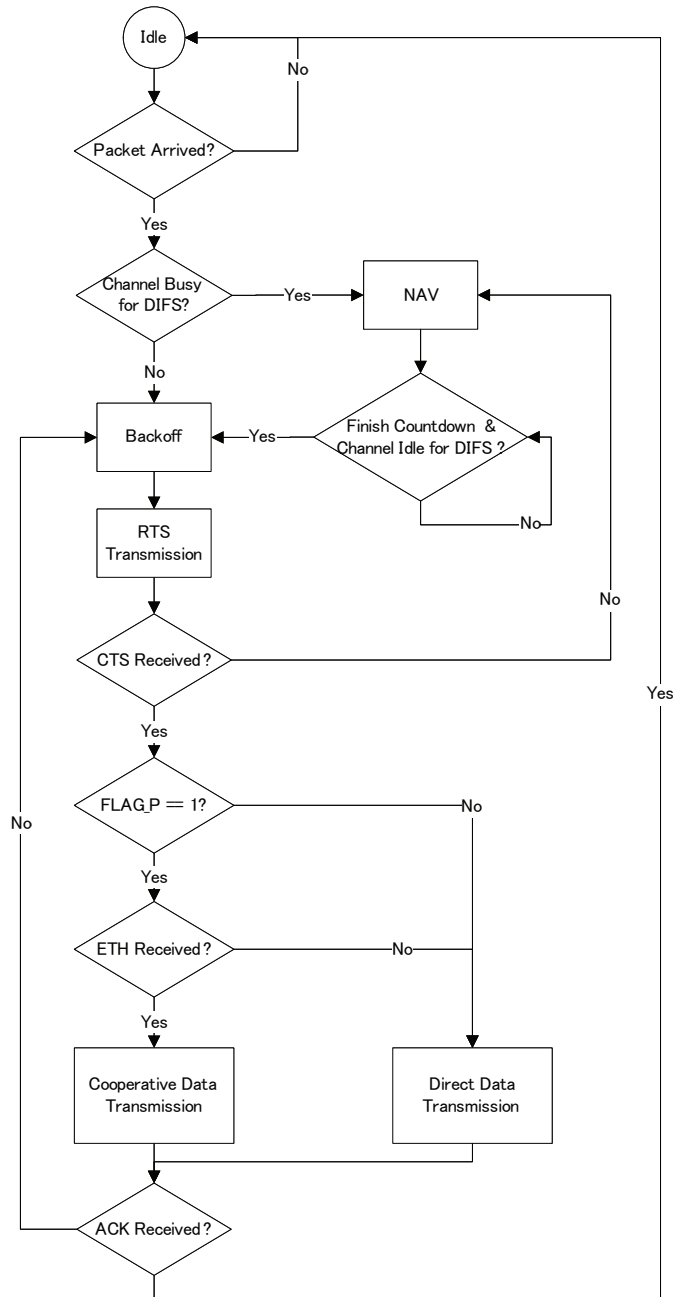 Idle
No
Packet Arrived?
Yes
Channel Busy
for DIFS?
Yes
NAV
No
Backoff
Yes
Finish Countdown &
Channel Idle for DIFS ?
No
RTS
Transmission
No
CTS Received?
Yes
Yes
FLAG_P == 1?
No
No
Yes
ETH Received?
No
Yes
Cooperative Data
Transmission
Direct Data
Transmission
ACK Received?